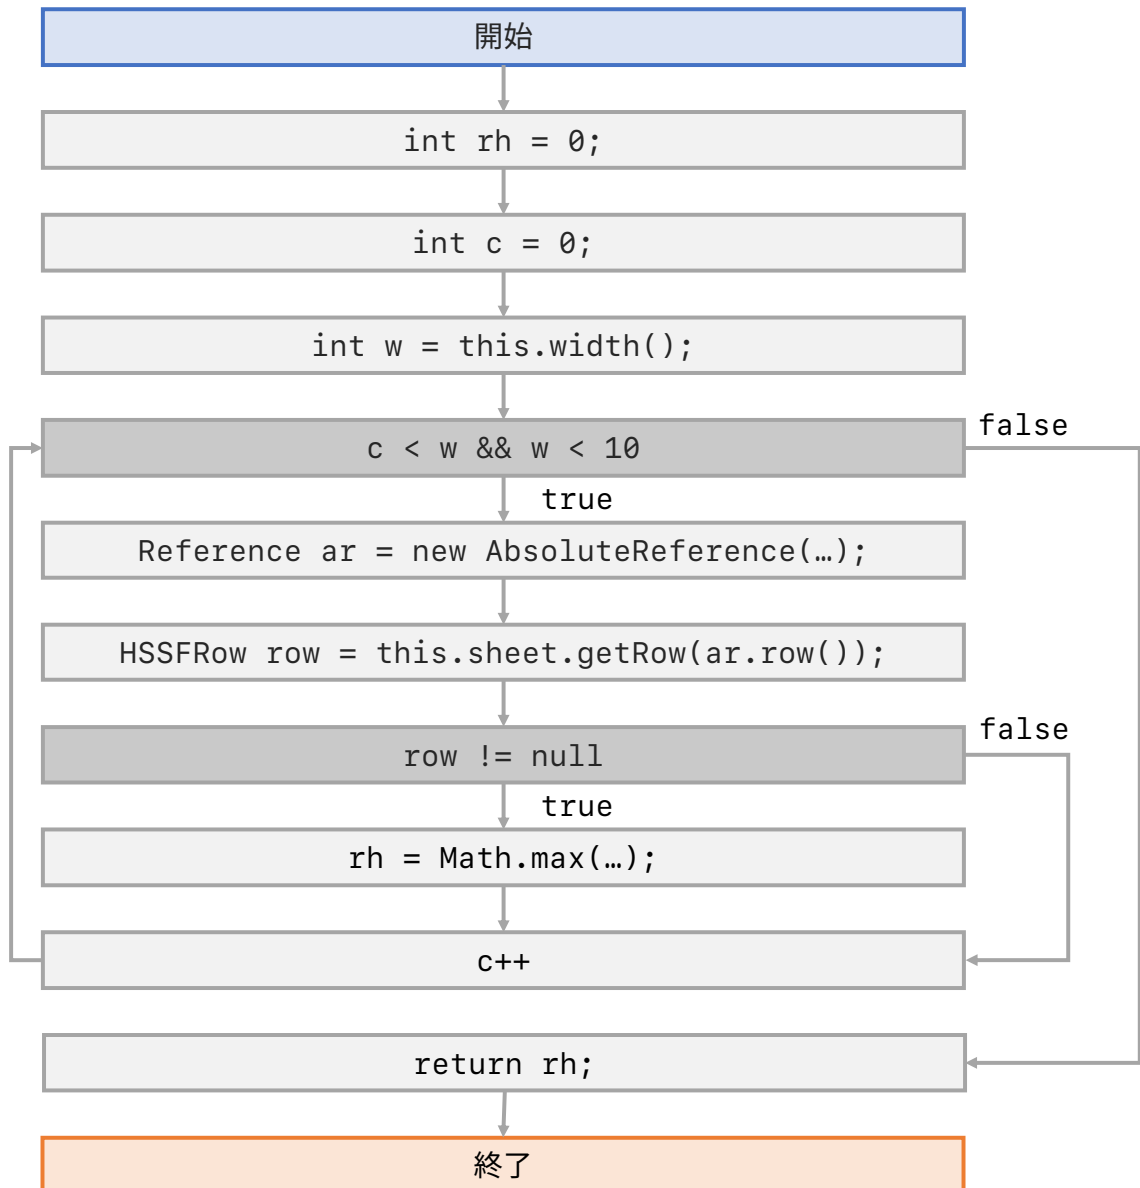 開始
int rh = 0;
int c = 0;
int w = this.width();
c < w && w < 10
false
true
Reference ar = new AbsoluteReference(…);
HSSFRow row = this.sheet.getRow(ar.row());
row != null
false
true
rh = Math.max(…);
c++
return rh;
終了